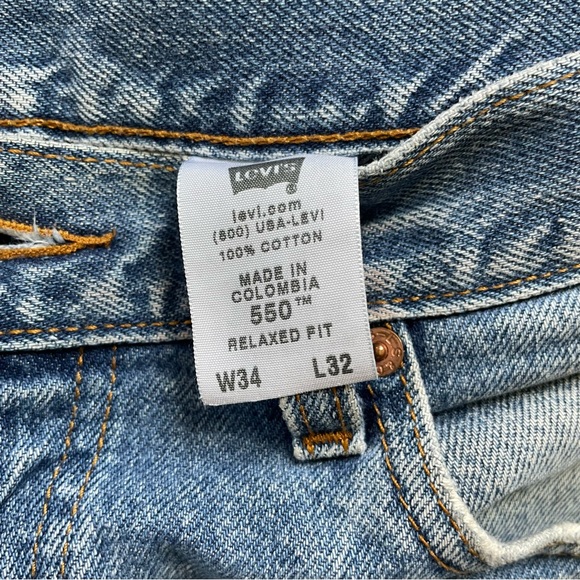 Levi's
®
levi.com
(800) USA-LEVI
100% COTTON
MADE IN
COLOMBIA
550™
RELAXED FIT
W34 L32